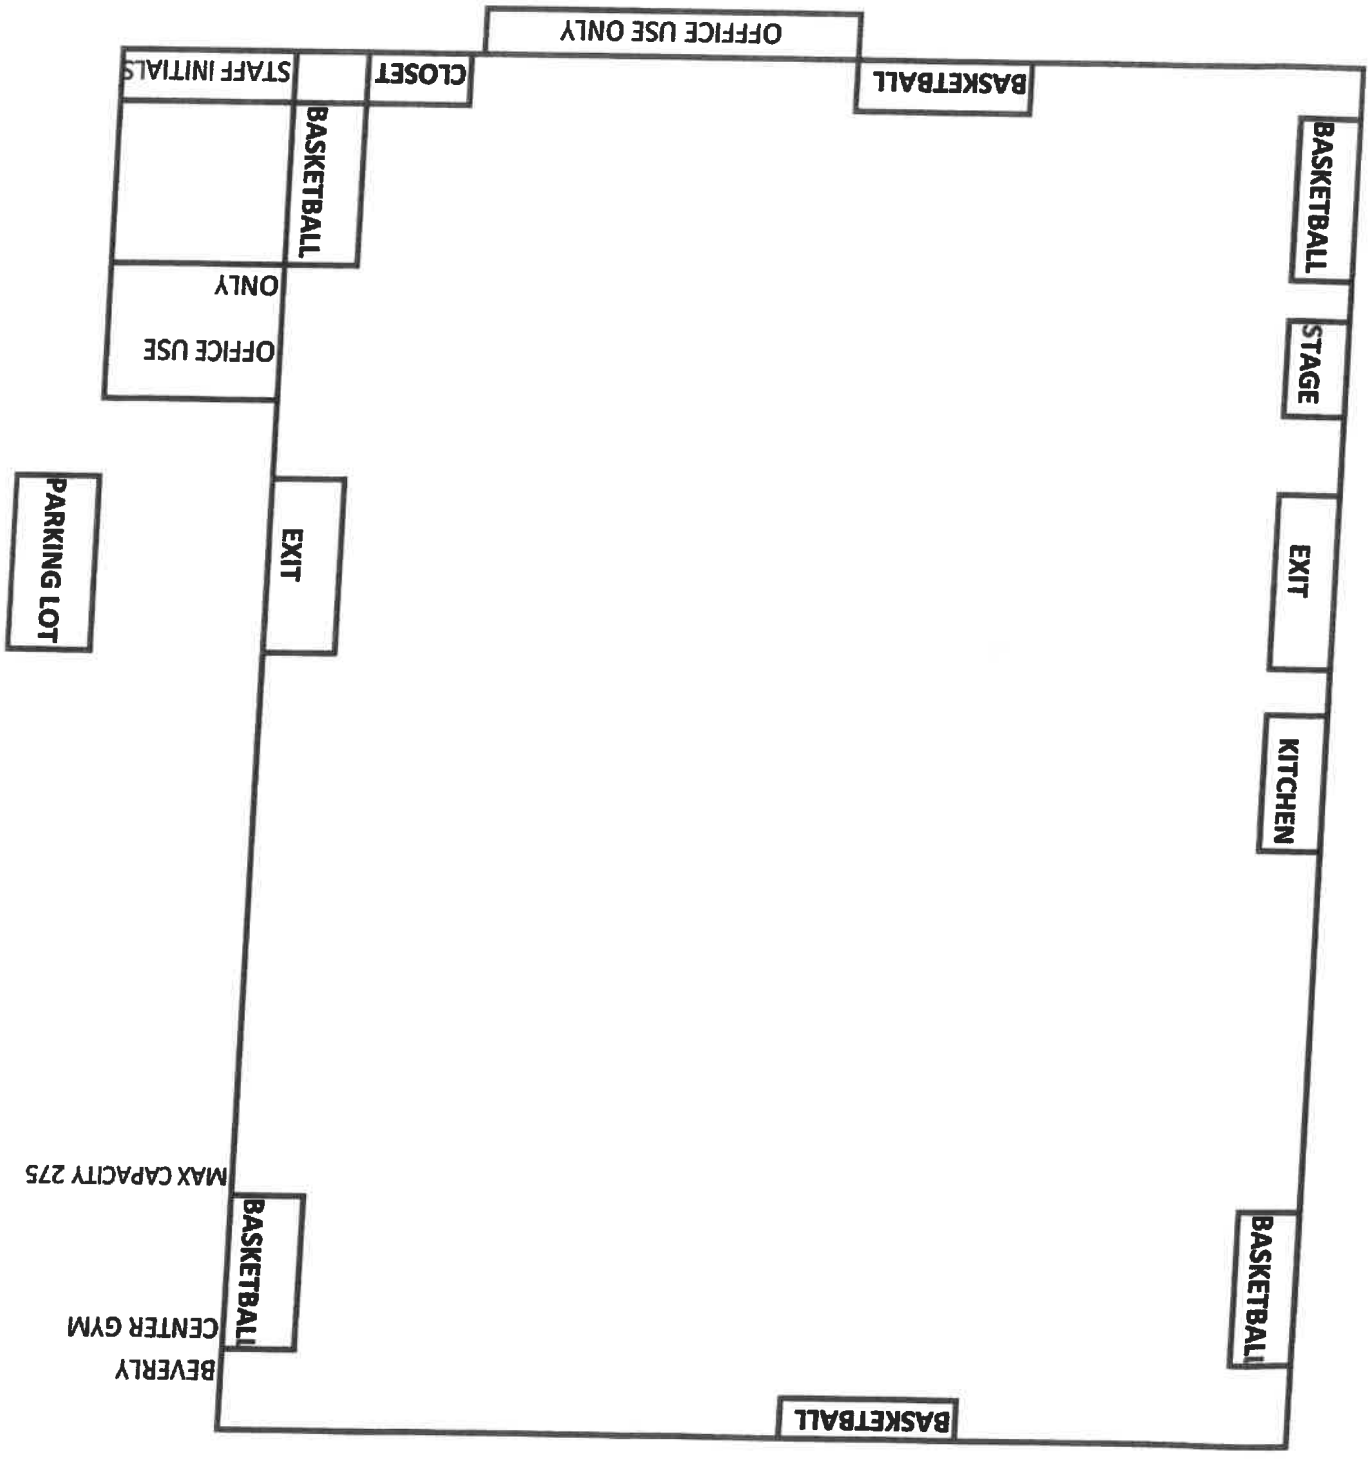 BASKETBALL
BEVERLY
CENTER GYM
BASKETBALL
BASKETBALL
MAX CAPACITY 275
KITCHEN
EXIT
EXIT
PARKING LOT
STAGE
OFFICE USE
ONLY
BASKETBALL
BASKETBALL
BASKETBALL
CLOSET
STAFF INITIALS
OFFFICE USE ONLY